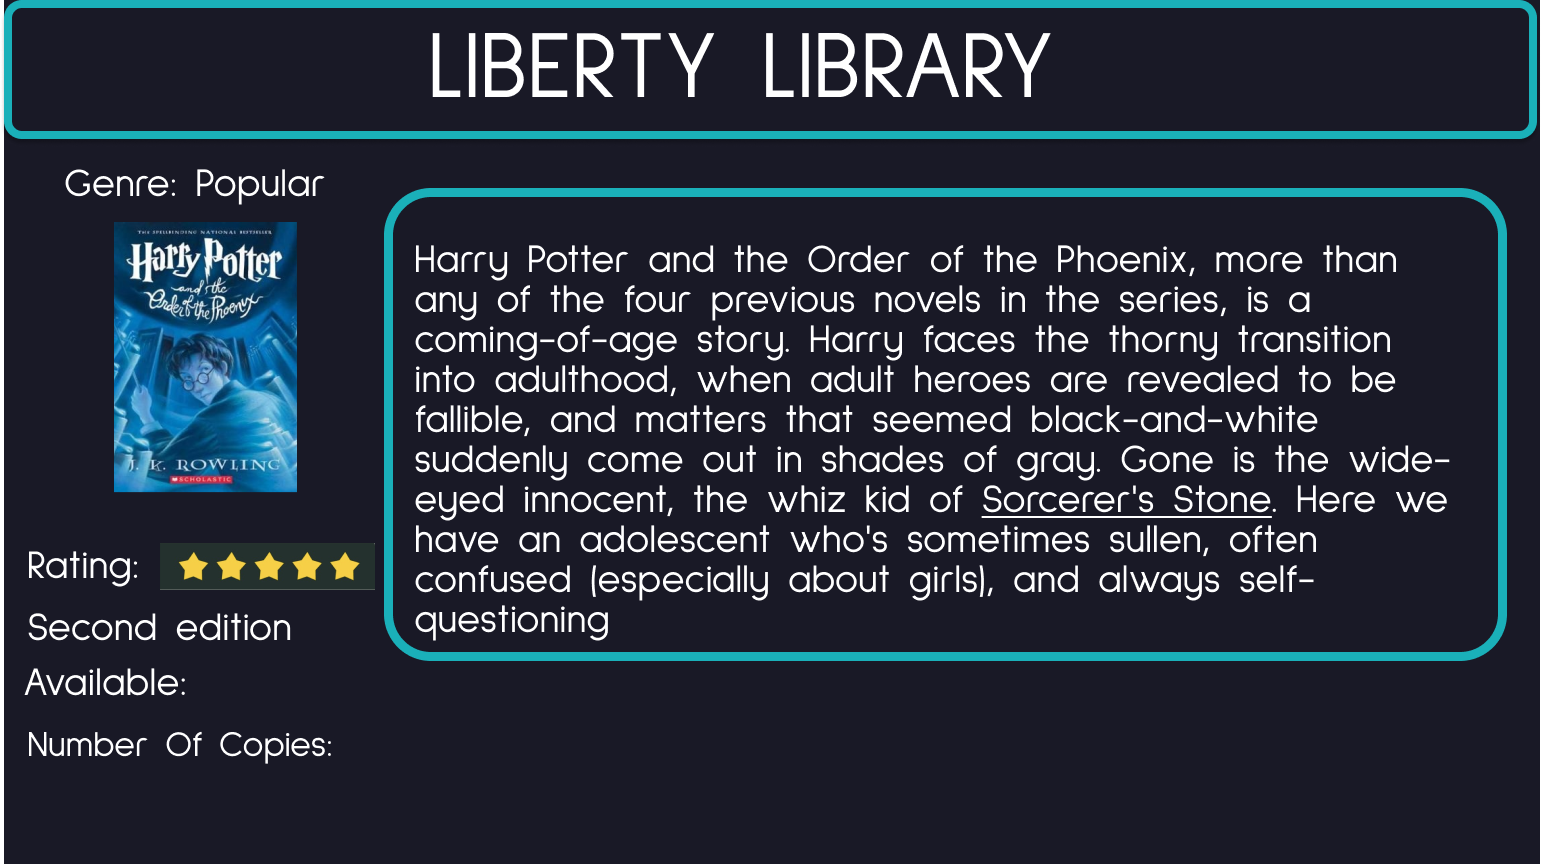 LIBERTY LIBRARY
Genre: Popular
THE SPELLBINDING NATIONAL BESTSELLER
Harry Potter
and the
Order of the Phoenix
J. K. ROWLING
SCHOLASTIC
Rating:
Second edition
Available:
Number Of Copies:
Harry Potter and the Order of the Phoenix, more than
any of the four previous novels in the series, is a
coming-of-age story. Harry faces the thorny transition
into adulthood, when adult heroes are revealed to be
fallible, and matters that seemed black-and-white
suddenly come out in shades of gray. Gone is the wide-
eyed innocent, the whiz kid of Sorcerer's Stone. Here we
have an adolescent who's sometimes sullen, often
confused (especially about girls), and always self-
questioning